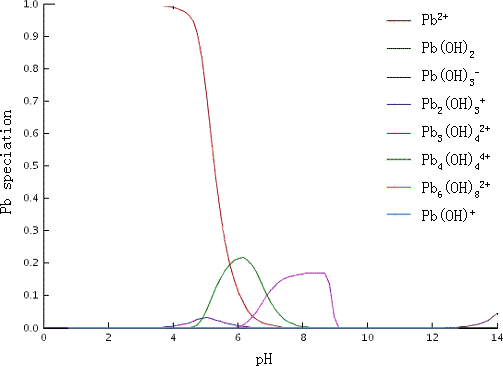 1.0
0.9
0.8
0.7
0.6
0.5
0.4
0.3
0.2
0.1
0.0
Pb speciation
0 2 4 6 8 10 12 14
pH
Pb²⁺
Pb(OH)₂
Pb(OH)₃⁻
Pb₂(OH)₃⁺
Pb₃(OH)₄²⁺
Pb₄(OH)₄⁴⁺
Pb₆(OH)₈²⁺
Pb(OH)⁺